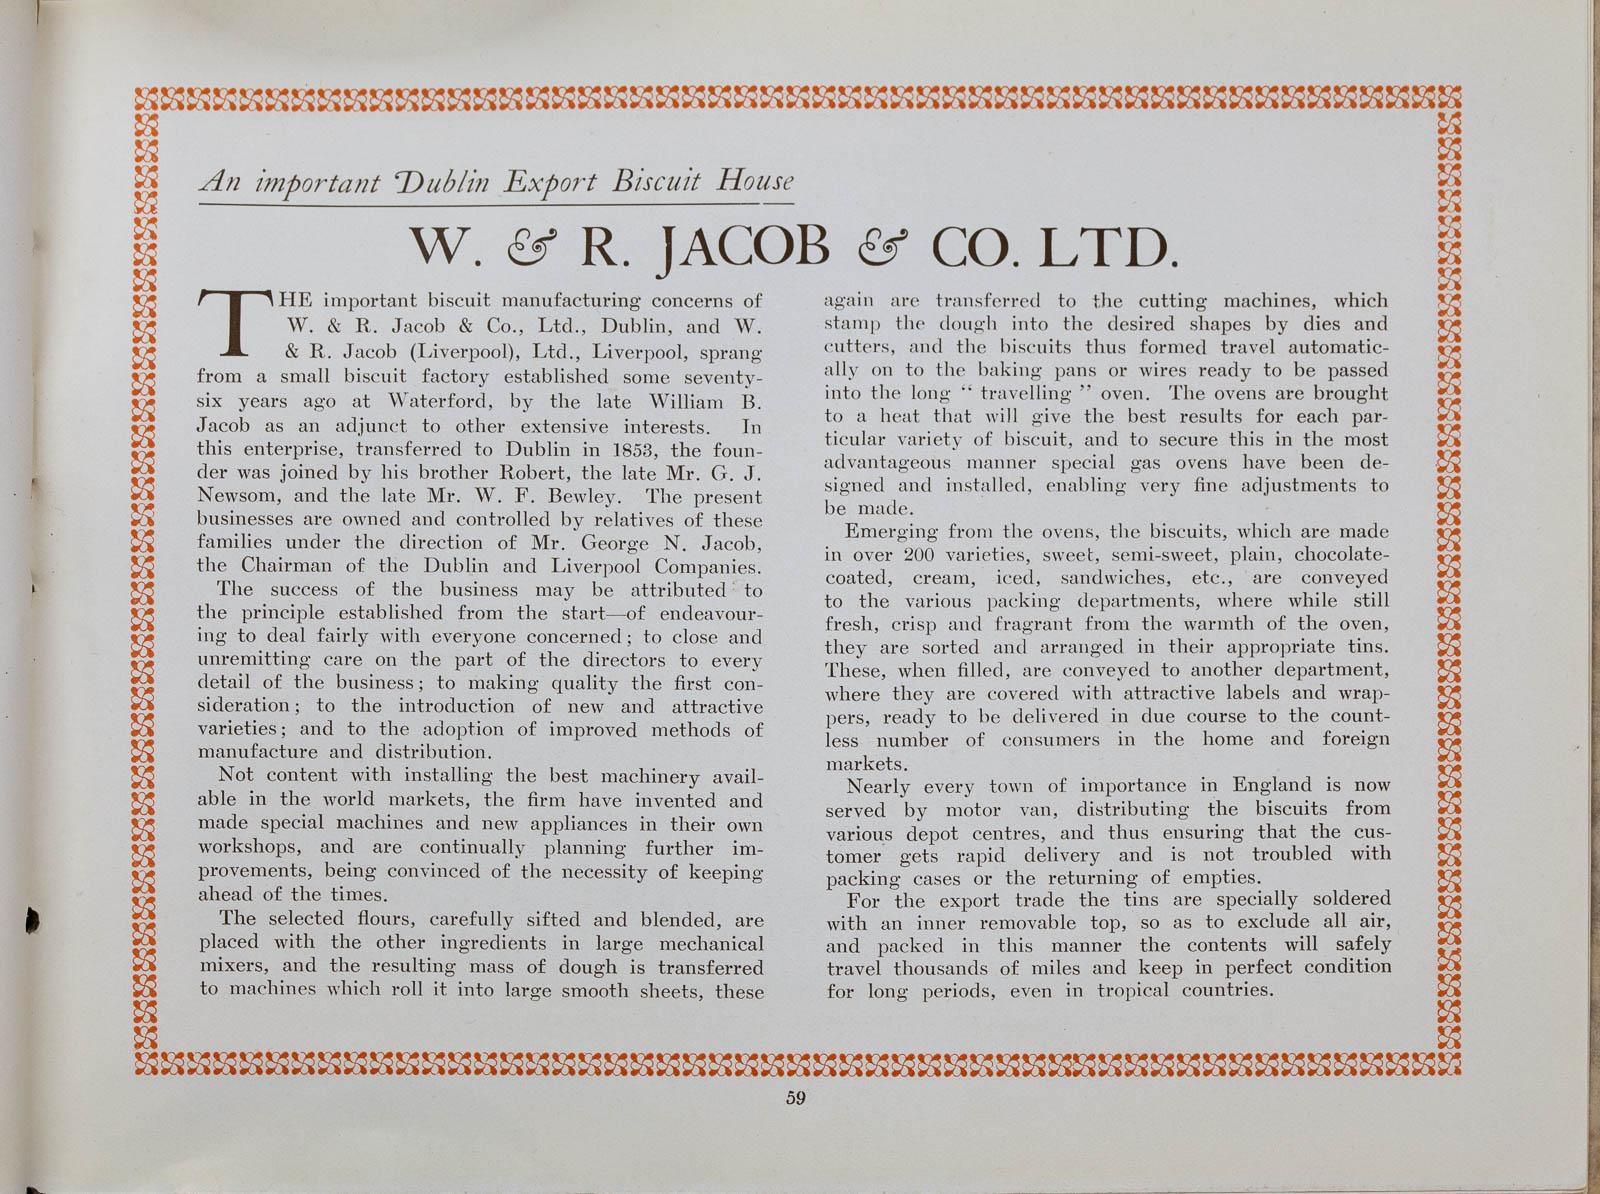 An important Dublin Export Biscuit House
W. & R. JACOB & CO. LTD.
THE important biscuit manufacturing concerns of
W. & R. Jacob & Co., Ltd., Dublin, and W.
& R. Jacob (Liverpool), Ltd., Liverpool, sprang
from a small biscuit factory established some seventy-
six years ago at Waterford, by the late William B.
Jacob as an adjunct to other extensive interests. In
this enterprise, transferred to Dublin in 1853, the foun-
der was joined by his brother Robert, the late Mr. G. J.
Newsom, and the late Mr. W. F. Bewley. The present
businesses are owned and controlled by relatives of these
families under the direction of Mr. George N. Jacob,
the Chairman of the Dublin and Liverpool Companies.
The success of the business may be attributed to
the principle established from the start—of endeavour-
ing to deal fairly with everyone concerned; to close and
unremitting care on the part of the directors to every
detail of the business; to making quality the first con-
sideration; to the introduction of new and attractive
varieties; and to the adoption of improved methods of
manufacture and distribution.
Not content with installing the best machinery avail-
able in the world markets, the firm have invented and
made special machines and new appliances in their own
workshops, and are continually planning further im-
provements, being convinced of the necessity of keeping
ahead of the times.
The selected flours, carefully sifted and blended, are
placed with the other ingredients in large mechanical
mixers, and the resulting mass of dough is transferred
to machines which roll it into large smooth sheets, these
again are transferred to the cutting machines, which
stamp the dough into the desired shapes by dies and
cutters, and the biscuits thus formed travel automatic-
ally on to the baking pans or wires ready to be passed
into the long “ travelling ” oven. The ovens are brought
to a heat that will give the best results for each par-
ticular variety of biscuit, and to secure this in the most
advantageous manner special gas ovens have been de-
signed and installed, enabling very fine adjustments to
be made.
Emerging from the ovens, the biscuits, which are made
in over 200 varieties, sweet, semi-sweet, plain, chocolate-
coated, cream, iced, sandwiches, etc., are conveyed
to the various packing departments, where while still
fresh, crisp and fragrant from the warmth of the oven,
they are sorted and arranged in their appropriate tins.
These, when filled, are conveyed to another department,
where they are covered with attractive labels and wrap-
pers, ready to be delivered in due course to the count-
less number of consumers in the home and foreign
markets.
Nearly every town of importance in England is now
served by motor van, distributing the biscuits from
various depot centres, and thus ensuring that the cus-
tomer gets rapid delivery and is not troubled with
packing cases or the returning of empties.
For the export trade the tins are specially soldered
with an inner removable top, so as to exclude all air,
and packed in this manner the contents will safely
travel thousands of miles and keep in perfect condition
for long periods, even in tropical countries.
59